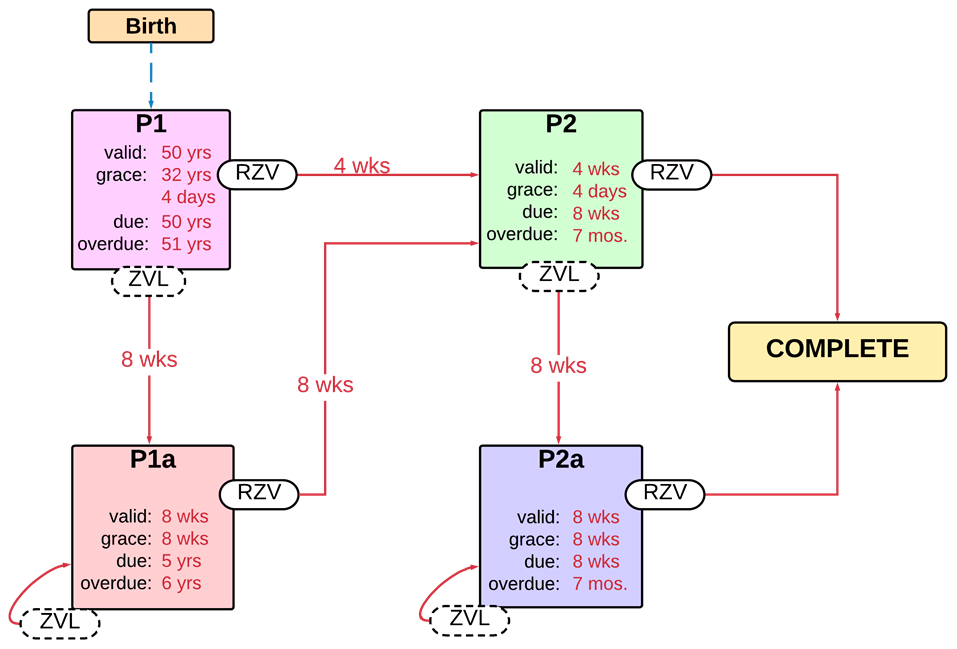 Birth
P1
valid: 50 yrs
grace: 32 yrs
4 days
due: 50 yrs
overdue: 51 yrs
RZV
ZVL
4 wks
P2
valid: 4 wks
grace: 4 days
due: 8 wks
overdue: 7 mos.
RZV
ZVL
8 wks
8 wks
8 wks
COMPLETE
P1a
valid: 8 wks
grace: 8 wks
due: 5 yrs
overdue: 6 yrs
RZV
ZVL
P2a
valid: 8 wks
grace: 8 wks
due: 8 wks
overdue: 7 mos.
RZV
ZVL